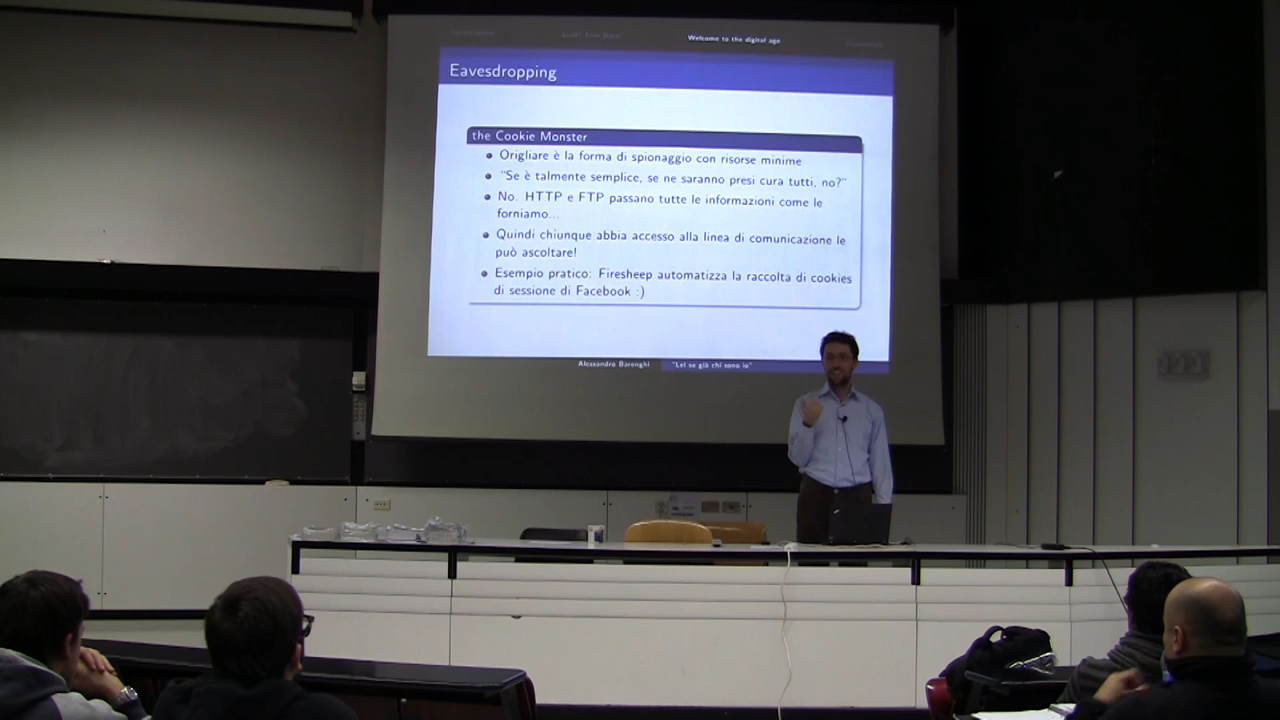 Welcome to the digital age
Eavesdropping
the Cookie Monster
Origliare è la forma di spionaggio con risorse minime
"Se è talmente semplice, se ne saranno presi cura tutti, no?"
No. HTTP e FTP passano tutte le informazioni come le
forniamo...
Quindi chiunque abbia accesso alla linea di comunicazione le
può ascoltare!
Esempio pratico: Firesheep automatizza la raccolta di cookies
di sessione di Facebook :)
Alessandro Barenghi
"Lei sa già chi sono io"